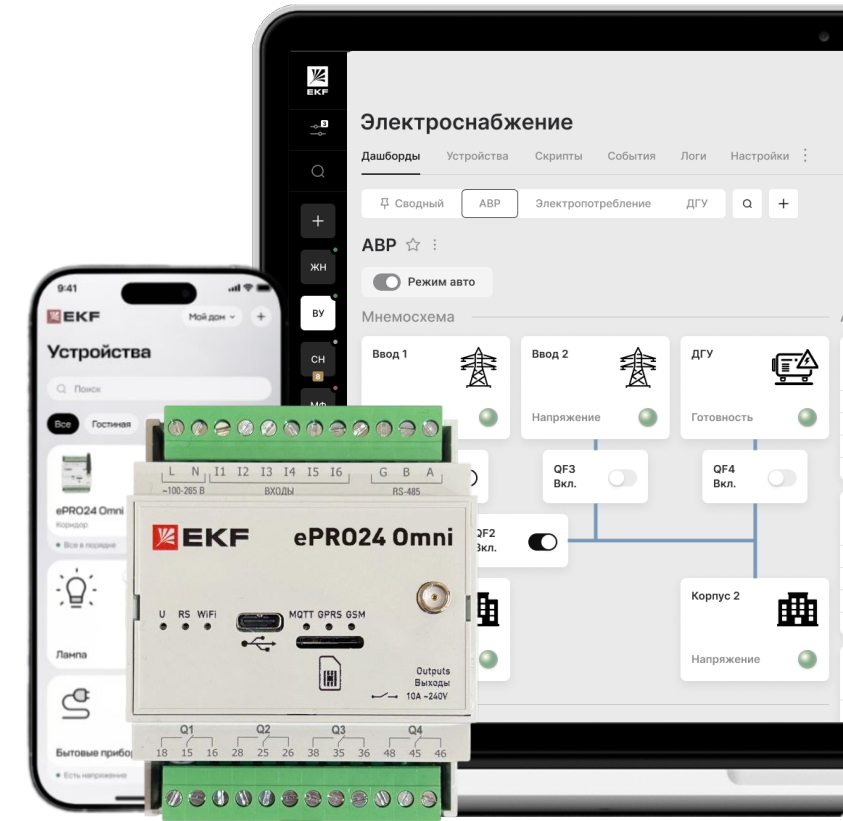 EKF
3
Электроснабжение
Дашборды Устройства Скрипты События Логи Настройки
Сводный АВР Электропотребление ДГУ
АВР
Режим авто
Мнемосхема
ЖН
ВУ
СН
8
Ввод 1
Ввод 2
ДГУ
Напряжение
Готовность
QF3
Вкл.
QF4
Вкл.
QF2
Вкл.
Корпус 2
Напряжение
9:41
EKF
Мой дом
Устройства
Поиск
Все Гостиная
ePRO24 Omni
Коридор
Все в порядке
Лампа
Есть напряжение
L N I1 I2 I3 I4 I5 I6 G B A
~100-265 В ВХОДЫ RS-485
EKF ePRO24 Omni
U RS WiFi MQTT GPRS GSM
Outputs
Выходы
10A ~240V
Q1 Q2 Q3 Q4
18 15 16 28 25 26 38 35 36 48 45 46